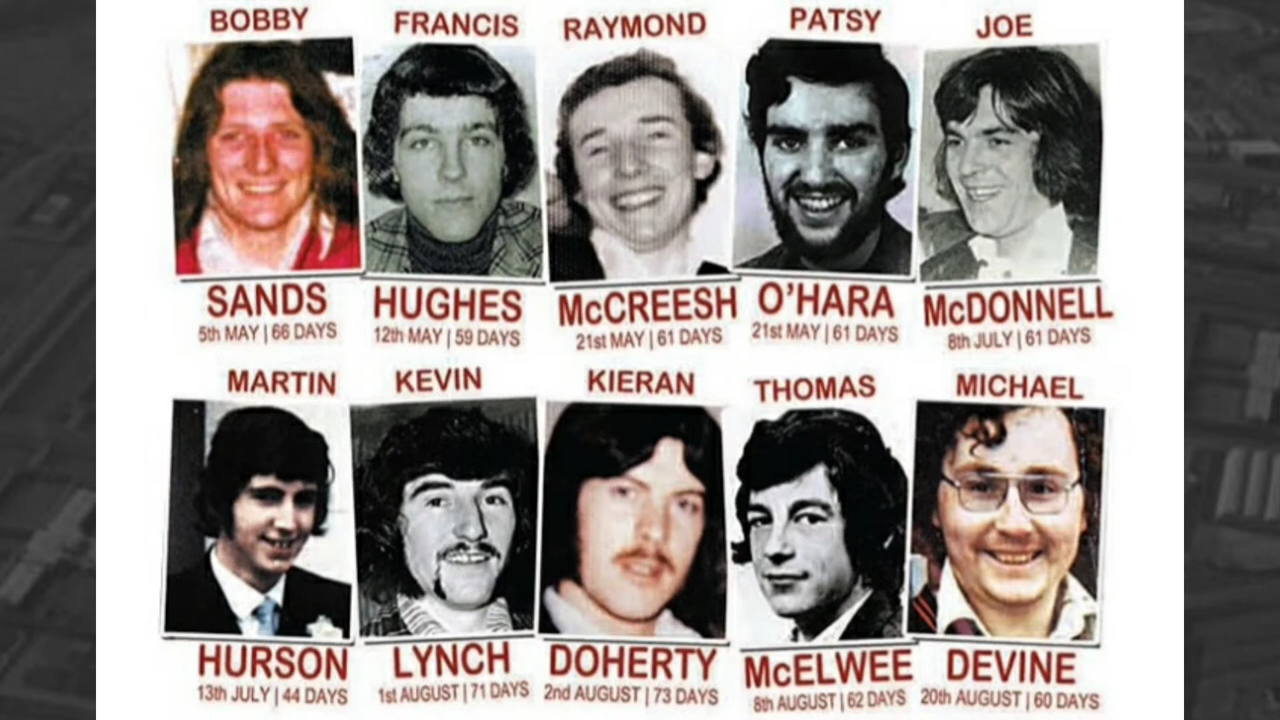 BOBBY FRANCIS RAYMOND PATSY JOE
SANDS HUGHES McCREESH O'HARA McDONNELL
5th MAY | 66 DAYS 12th MAY | 59 DAYS 21st MAY | 61 DAYS 21st MAY | 61 DAYS 8th JULY | 61 DAYS
MARTIN KEVIN KIERAN THOMAS MICHAEL
HURSON LYNCH DOHERTY McELWEE DEVINE
13th JULY | 44 DAYS 1st AUGUST | 71 DAYS 2nd AUGUST | 73 DAYS 8th AUGUST | 62 DAYS 20th AUGUST | 60 DAYS